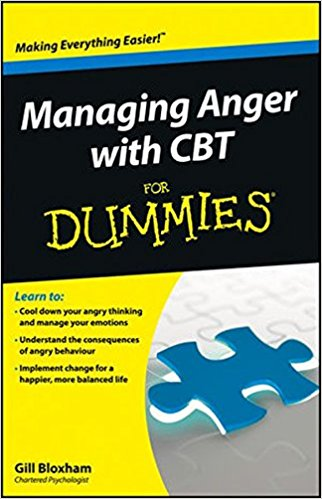 Making Everything Easier!™
Managing Anger
with CBT
FOR
DUMMIES®
Learn to:
• Cool down your angry thinking
and manage your emotions
• Understand the consequences
of angry behaviour
• Implement change for a
happier, more balanced life
Gill Bloxham
Chartered Psychologist